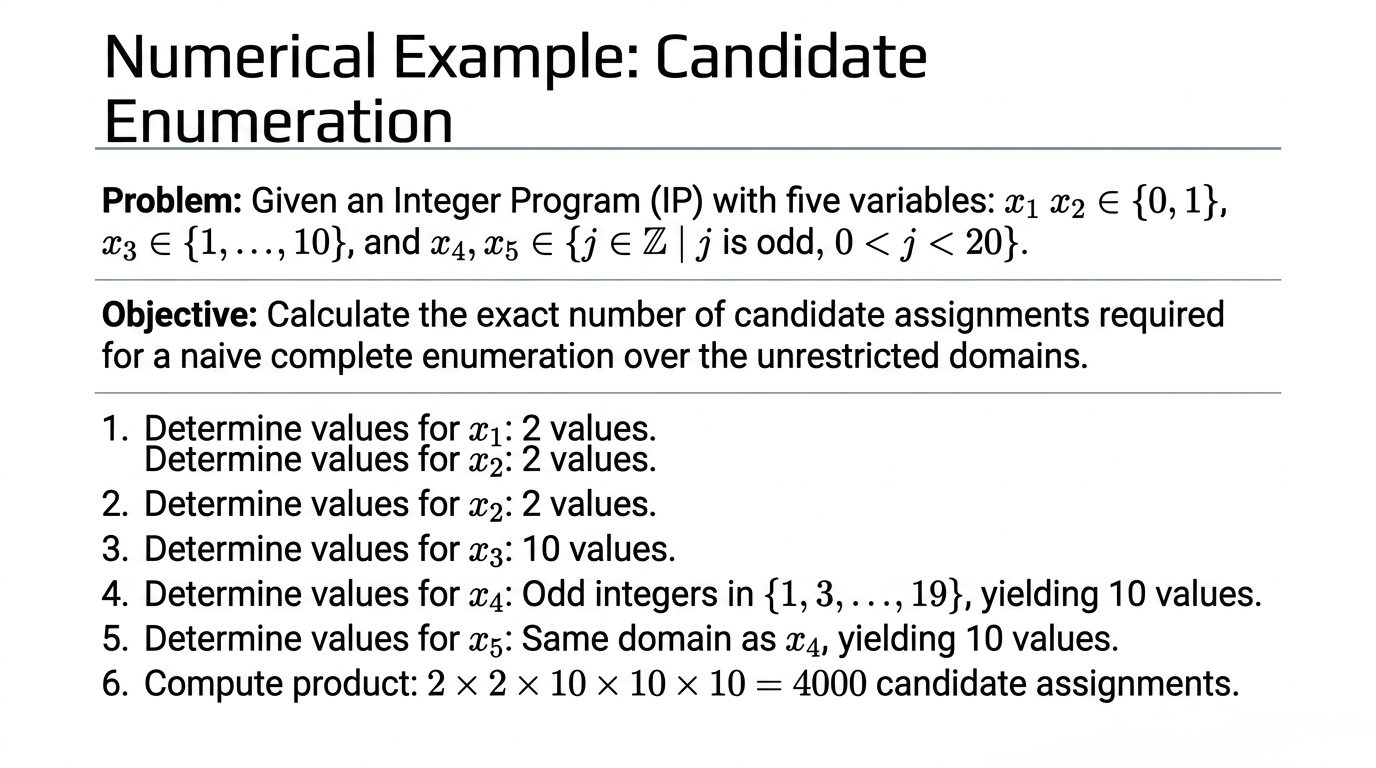 Numerical Example: Candidate
Enumeration
Problem: Given an Integer Program (IP) with five variables: x₁ x₂ ∈ {0, 1},
x₃ ∈ {1, …, 10}, and x₄, x₅ ∈ {j ∈ ℤ | j is odd, 0 < j < 20}.
Objective: Calculate the exact number of candidate assignments required
for a naive complete enumeration over the unrestricted domains.
1. Determine values for x₁: 2 values.
Determine values for x₂: 2 values.
2. Determine values for x₂: 2 values.
3. Determine values for x₃: 10 values.
4. Determine values for x₄: Odd integers in {1, 3, …, 19}, yielding 10 values.
5. Determine values for x₅: Same domain as x₄, yielding 10 values.
6. Compute product: 2 × 2 × 10 × 10 × 10 = 4000 candidate assignments.